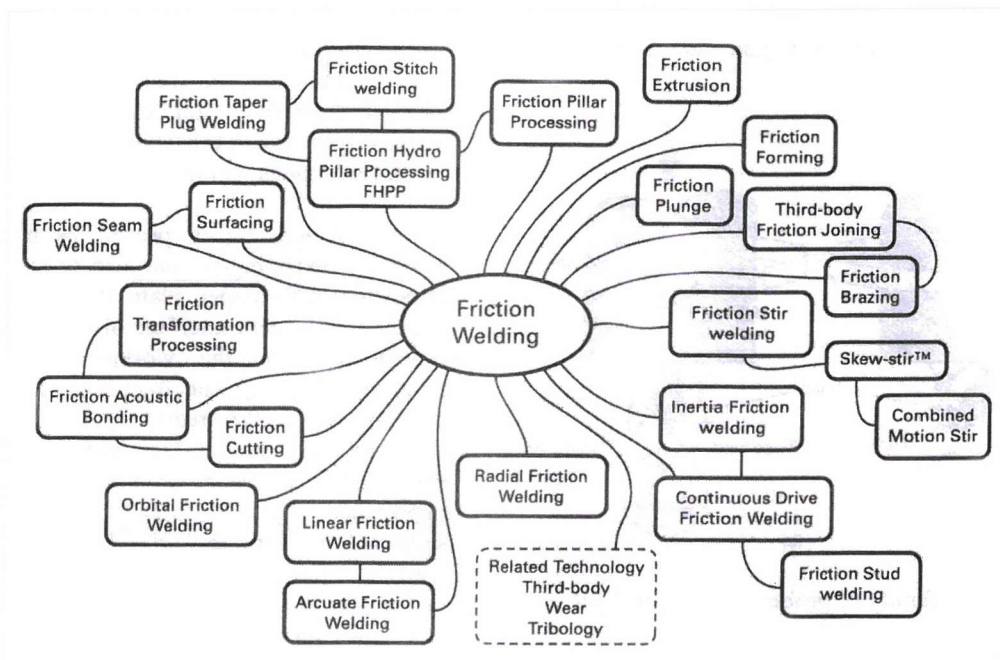 Friction Stitch
welding
Friction
Extrusion
Friction Taper
Plug Welding
Friction Pillar
Processing
Friction Hydro
Pillar Processing
FHPP
Friction
Forming
Friction
Plunge
Friction
Surfacing
Third-body
Friction Joining
Friction Seam
Welding
Friction
Brazing
Friction
Transformation
Processing
Friction
Welding
Friction Stir
welding
Skew-stir™
Friction Acoustic
Bonding
Friction
Cutting
Inertia Friction
welding
Combined
Motion Stir
Radial Friction
Welding
Orbital Friction
Welding
Continuous Drive
Friction Welding
Linear Friction
Welding
Related Technology
Third-body
Wear
Tribology
Friction Stud
welding
Arcuate Friction
Welding